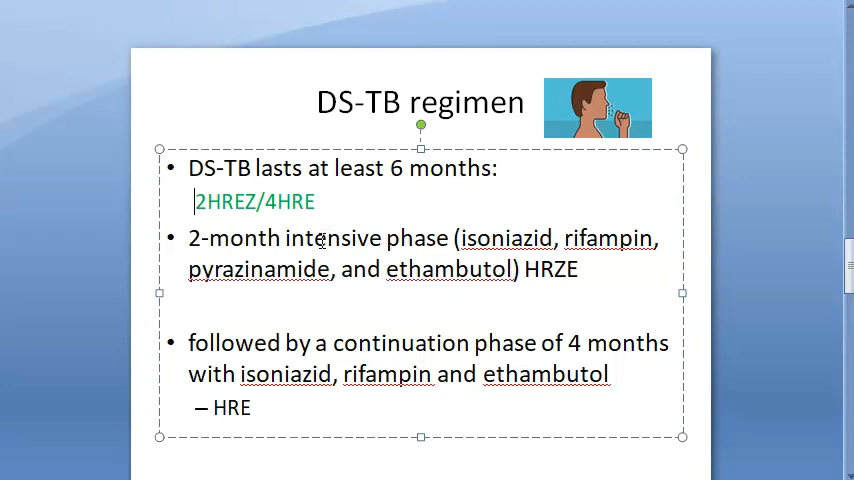 DS-TB regimen
• DS-TB lasts at least 6 months:
2HREZ/4HRE
• 2-month intensive phase (isoniazid, rifampin,
pyrazinamide, and ethambutol) HRZE
• followed by a continuation phase of 4 months
with isoniazid, rifampin and ethambutol
– HRE